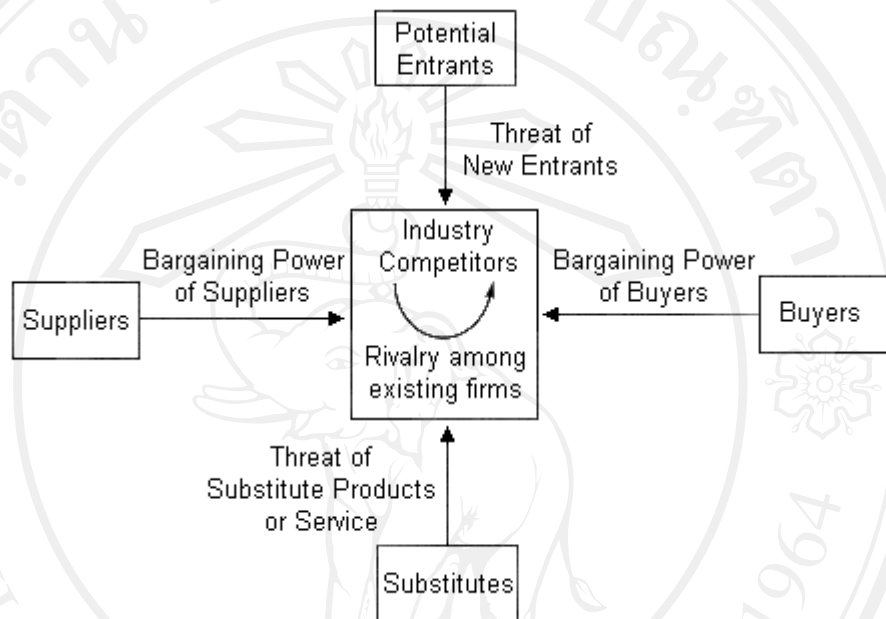 Potential
Entrants
Threat of
New Entrants
Industry
Competitors
Bargaining Power
of Suppliers
Bargaining Power
of Buyers
Suppliers
Buyers
Rivalry among
existing firms
Threat of
Substitute Products
or Service
Substitutes
1964